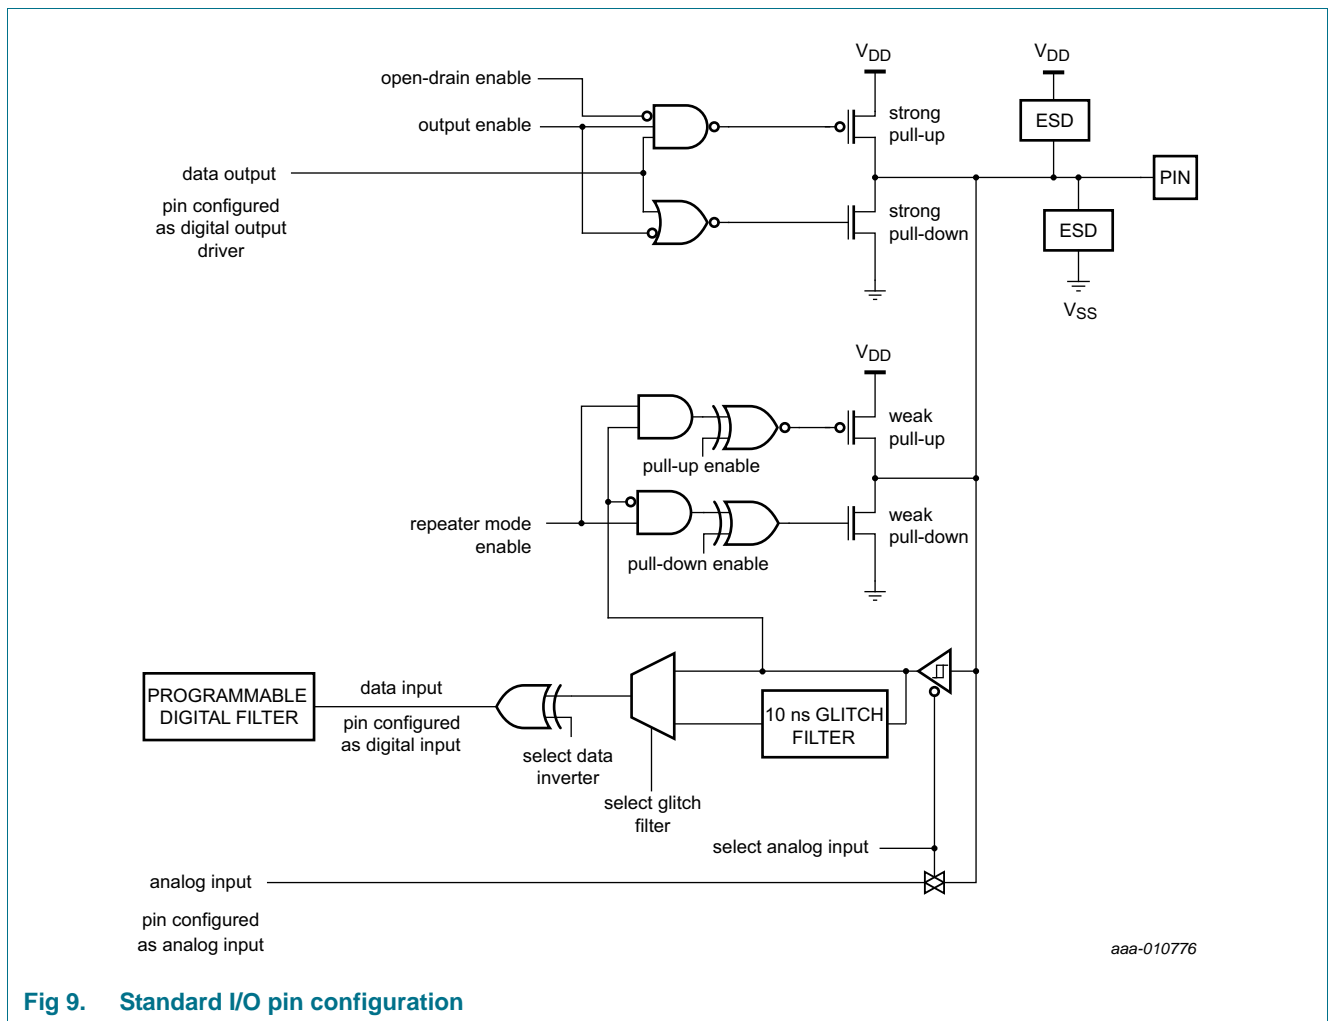 VDD
VDD
open-drain enable
strong
pull-up
ESD
output enable
data output
PIN
pin configured
as digital output
driver
strong
pull-down
ESD
VSS
VDD
weak
pull-up
pull-up enable
repeater mode
enable
weak
pull-down
pull-down enable
PROGRAMMABLE
DIGITAL FILTER
data input
pin configured
as digital input
10 ns GLITCH
FILTER
select data
inverter
select glitch
filter
select analog input
analog input
pin configured
as analog input
aaa-010776
Fig 9. Standard I/O pin configuration